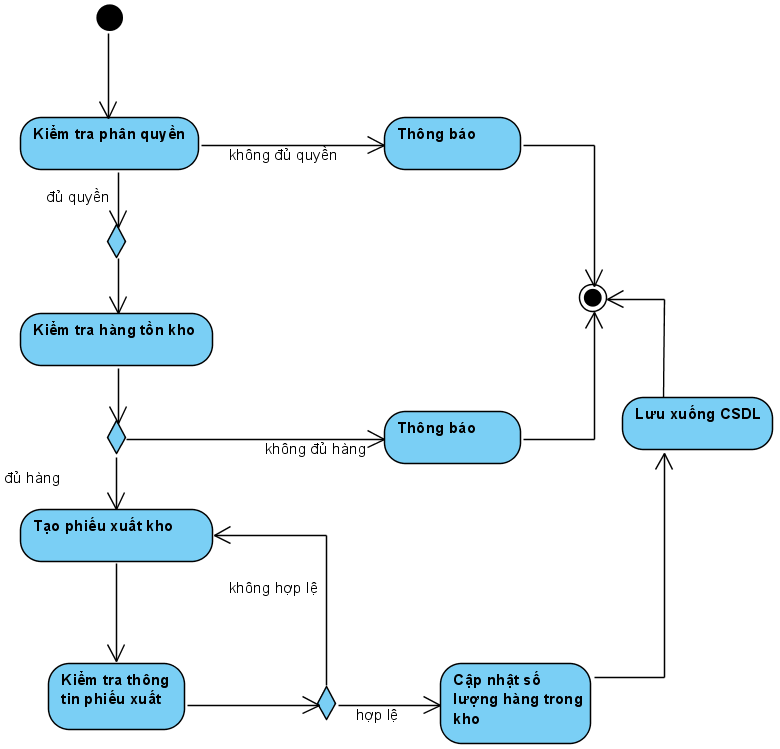 Kiểm tra phân quyền
Thông báo
không đủ quyền
đủ quyền
Kiểm tra hàng tồn kho
Lưu xuống CSDL
Thông báo
không đủ hàng
đủ hàng
Tạo phiếu xuất kho
không hợp lệ
Kiểm tra thông
tin phiếu xuất
Cập nhật số
lượng hàng trong
kho
hợp lệ